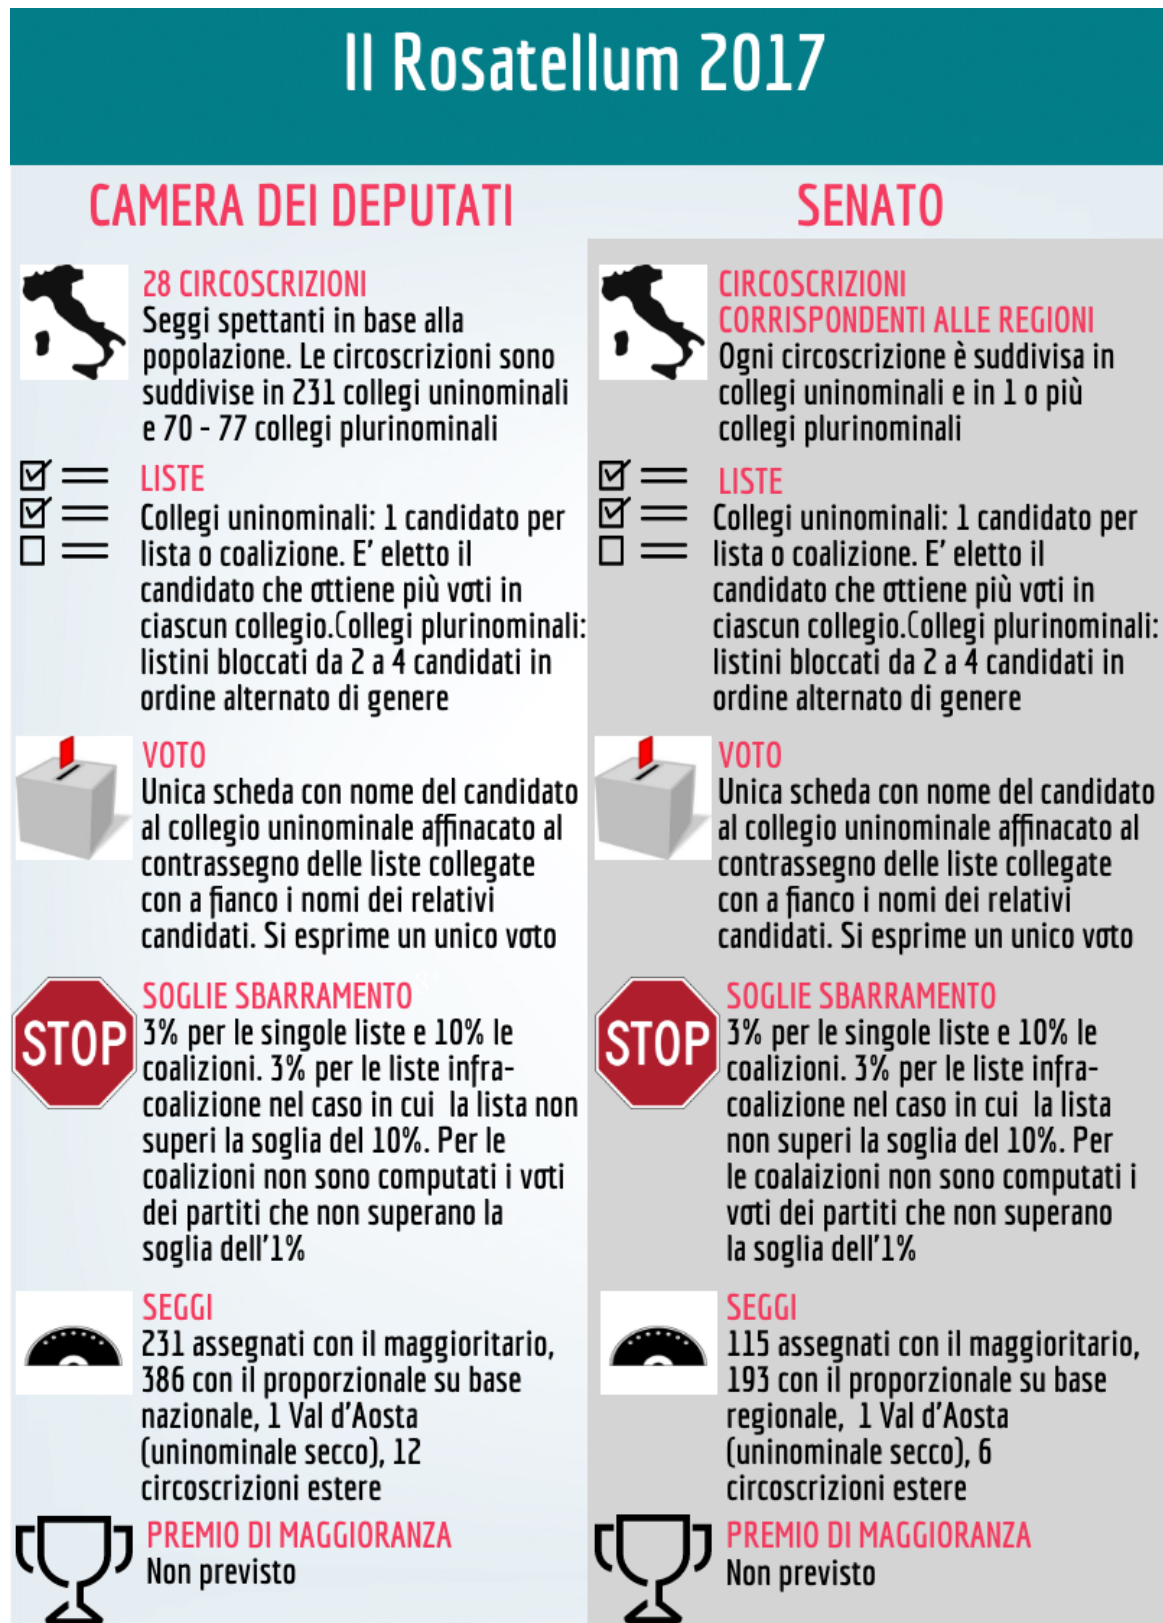 Il Rosatellum 2017
CAMERA DEI DEPUTATI
28 CIRCOSCRIZIONI
Seggi spettanti in base alla
popolazione. Le circoscrizioni sono
suddivise in 231 collegi uninominali
e 70 - 77 collegi plurinominali
LISTE
Collegi uninominali: 1 candidato per
lista o coalizione. E' eletto il
candidato che ottiene più voti in
ciascun collegio.Collegi plurinominali:
listini bloccati da 2 a 4 candidati in
ordine alternato di genere
VOTO
Unica scheda con nome del candidato
al collegio uninominale affinacato al
contrassegno delle liste collegate
con a fianco i nomi dei relativi
candidati. Si esprime un unico voto
STOP
SOGLIE SBARRAMENTO
3% per le singole liste e 10% le
coalizioni. 3% per le liste infra-
coalizione nel caso in cui la lista non
superi la soglia del 10%. Per le
coalizioni non sono computati i voti
dei partiti che non superano la
soglia dell'1%
SEGGI
231 assegnati con il maggioritario,
386 con il proporzionale su base
nazionale, 1 Val d'Aosta
(uninominale secco), 12
circoscrizioni estere
PREMIO DI MAGGIORANZA
Non previsto
SENATO
CIRCOSCRIZIONI
CORRISPONDENTI ALLE REGIONI
Ogni circoscrizione è suddivisa in
collegi uninominali e in 1 o più
collegi plurinominali
LISTE
Collegi uninominali: 1 candidato per
lista o coalizione. E' eletto il
candidato che ottiene più voti in
ciascun collegio.Collegi plurinominali:
listini bloccati da 2 a 4 candidati in
ordine alternato di genere
VOTO
Unica scheda con nome del candidato
al collegio uninominale affinacato al
contrassegno delle liste collegate
con a fianco i nomi dei relativi
candidati. Si esprime un unico voto
STOP
SOGLIE SBARRAMENTO
3% per le singole liste e 10% le
coalizioni. 3% per le liste infra-
coalizione nel caso in cui la lista
non superi la soglia del 10%. Per
le coalaizioni non sono computati i
voti dei partiti che non superano
la soglia dell'1%
SEGGI
115 assegnati con il maggioritario,
193 con il proporzionale su base
regionale, 1 Val d'Aosta
(uninominale secco), 6
circoscrizioni estere
PREMIO DI MAGGIORANZA
Non previsto